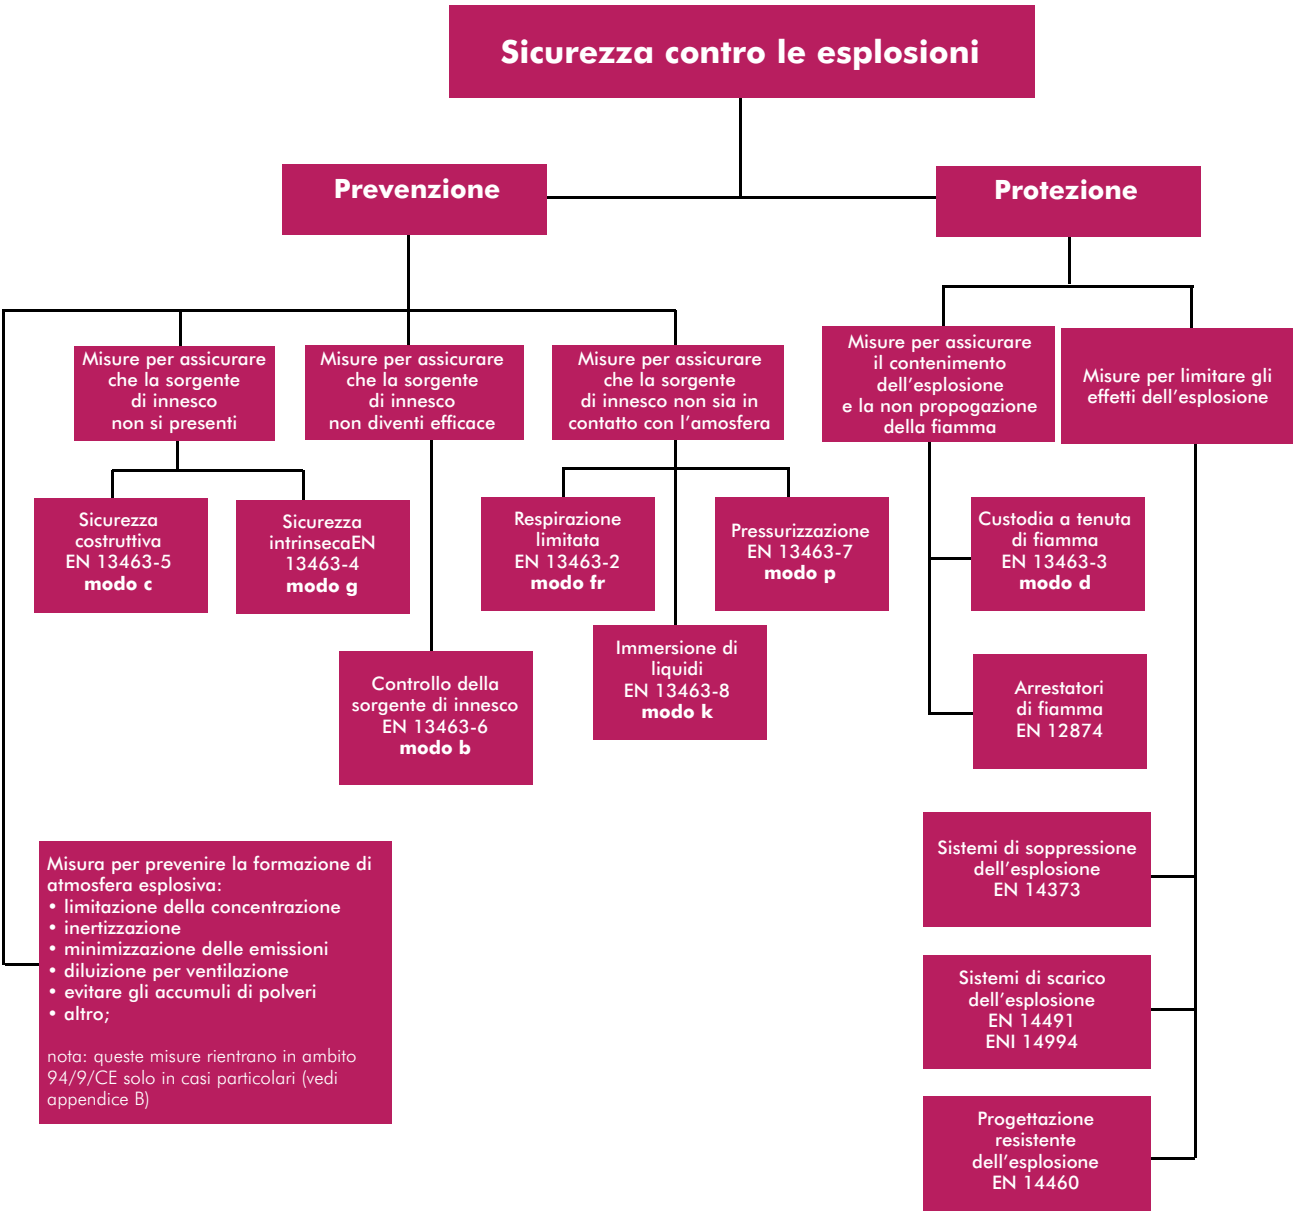 Sicurezza contro le esplosioni
Prevenzione
Protezione
Misure per assicurare
che la sorgente
di innesco
non si presenti
Misure per assicurare
che la sorgente
di innesco
non diventi efficace
Misure per assicurare
che la sorgente
di innesco non sia in
contatto con l'amosfera
Misure per assicurare
il contenimento
dell'esplosione
e la non propogazione
della fiamma
Misure per limitare gli
effetti dell'esplosione
Sicurezza
costruttiva
EN 13463-5
modo c
Sicurezza
intrinsecaEN
13463-4
modo g
Respirazione
limitata
EN 13463-2
modo fr
Pressurizzazione
EN 13463-7
modo p
Custodia a tenuta
di fiamma
EN 13463-3
modo d
Controllo della
sorgente di innesco
EN 13463-6
modo b
Immersione di
liquidi
EN 13463-8
modo k
Arrestatori
di fiamma
EN 12874
Misura per prevenire la formazione di
atmosfera esplosiva:
• limitazione della concentrazione
• inertizzazione
• minimizzazione delle emissioni
• diluizione per ventilazione
• evitare gli accumuli di polveri
• altro;
nota: queste misure rientrano in ambito
94/9/CE solo in casi particolari (vedi
appendice B)
Sistemi di soppressione
dell'esplosione
EN 14373
Sistemi di scarico
dell'esplosione
EN 14491
ENI 14994
Progettazione
resistente
dell'esplosione
EN 14460